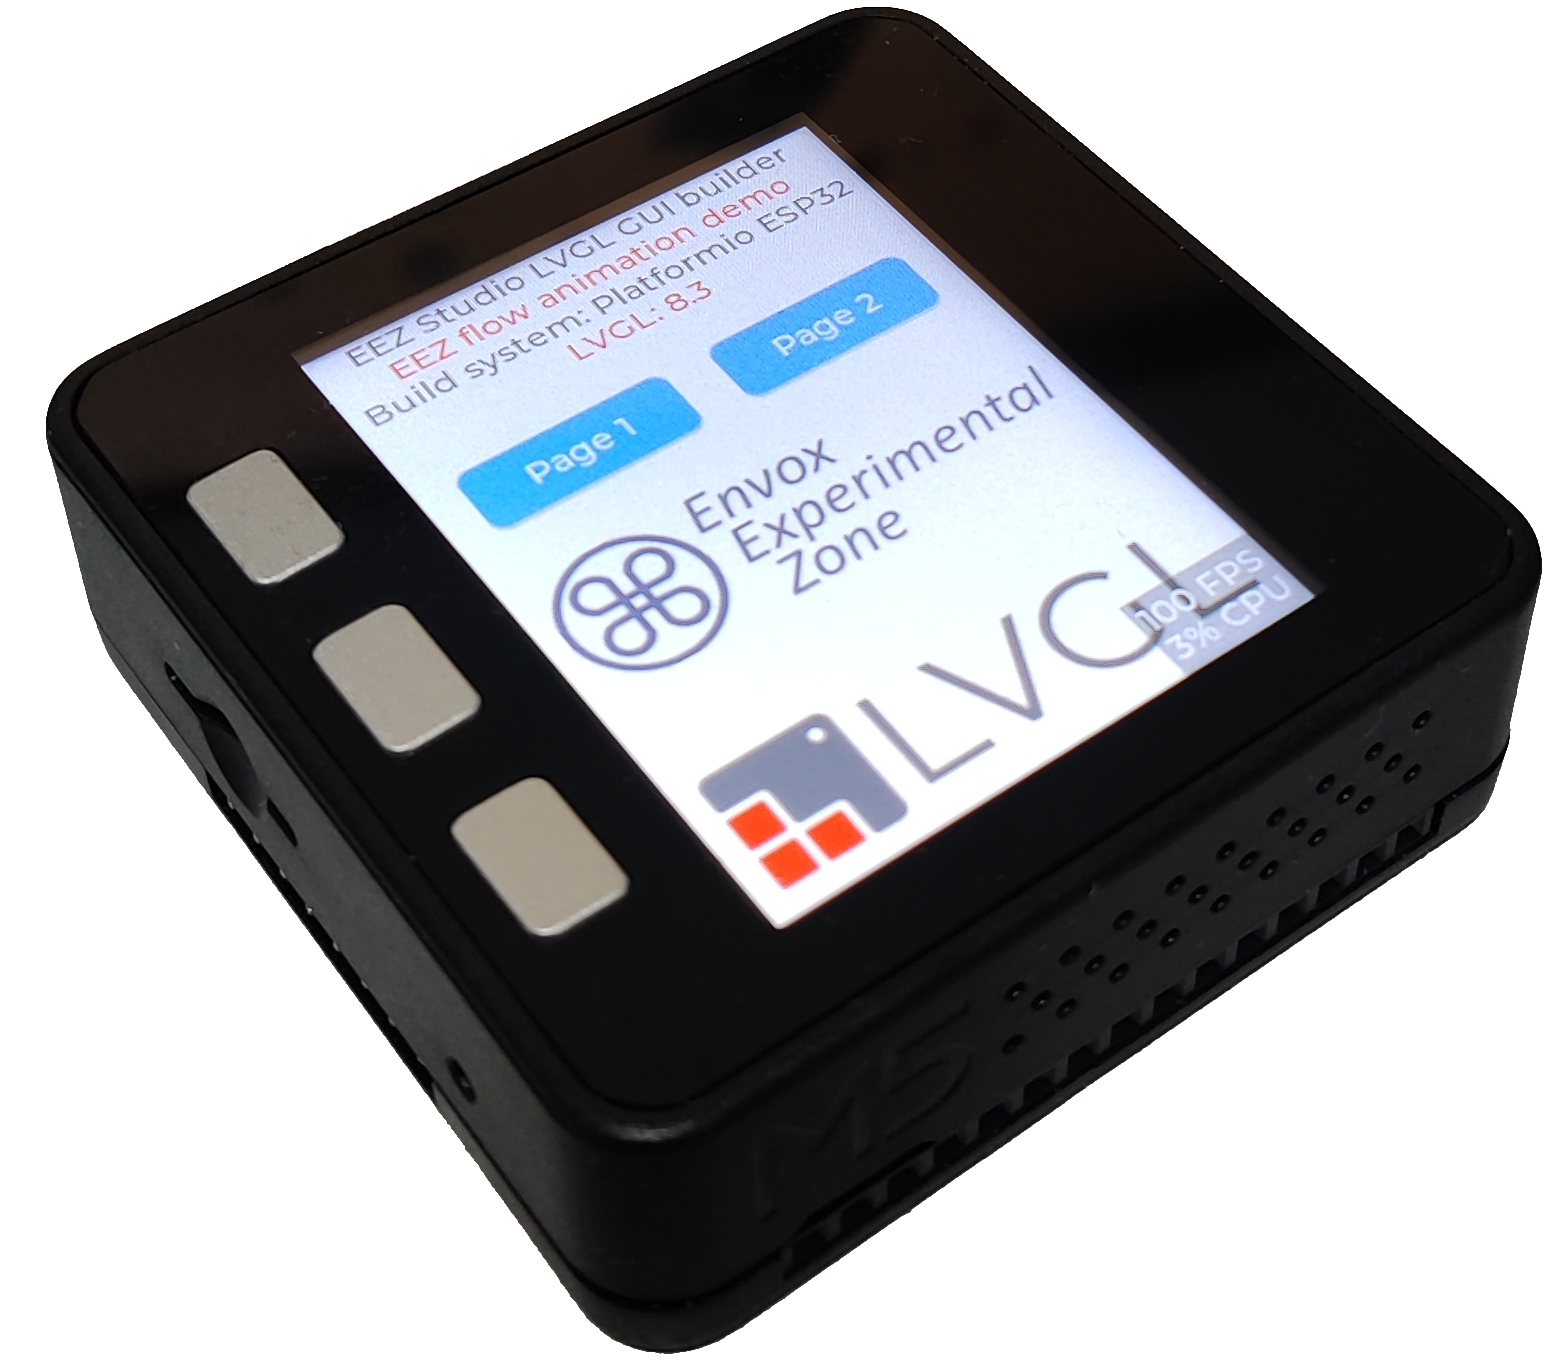 EEZ Studio LVGL GUI builder
EEZ flow animation demo
Build system: Platformio ESP32
LVGL: 8.3
Page 1
Page 2
Envox
Experimental
Zone
LVGL
100 FPS
3% CPU
M5